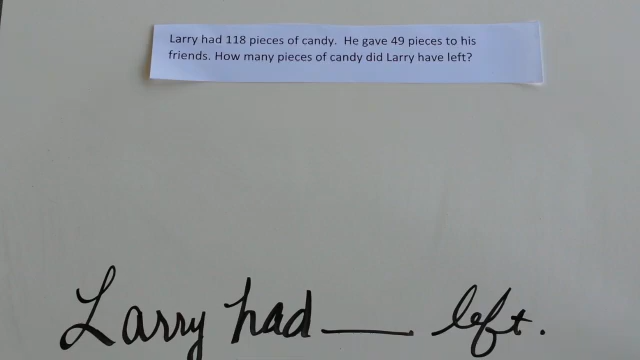 Larry had 118 pieces of candy. He gave 49 pieces to his
friends. How many pieces of candy did Larry have left?
Larry had ____ left.